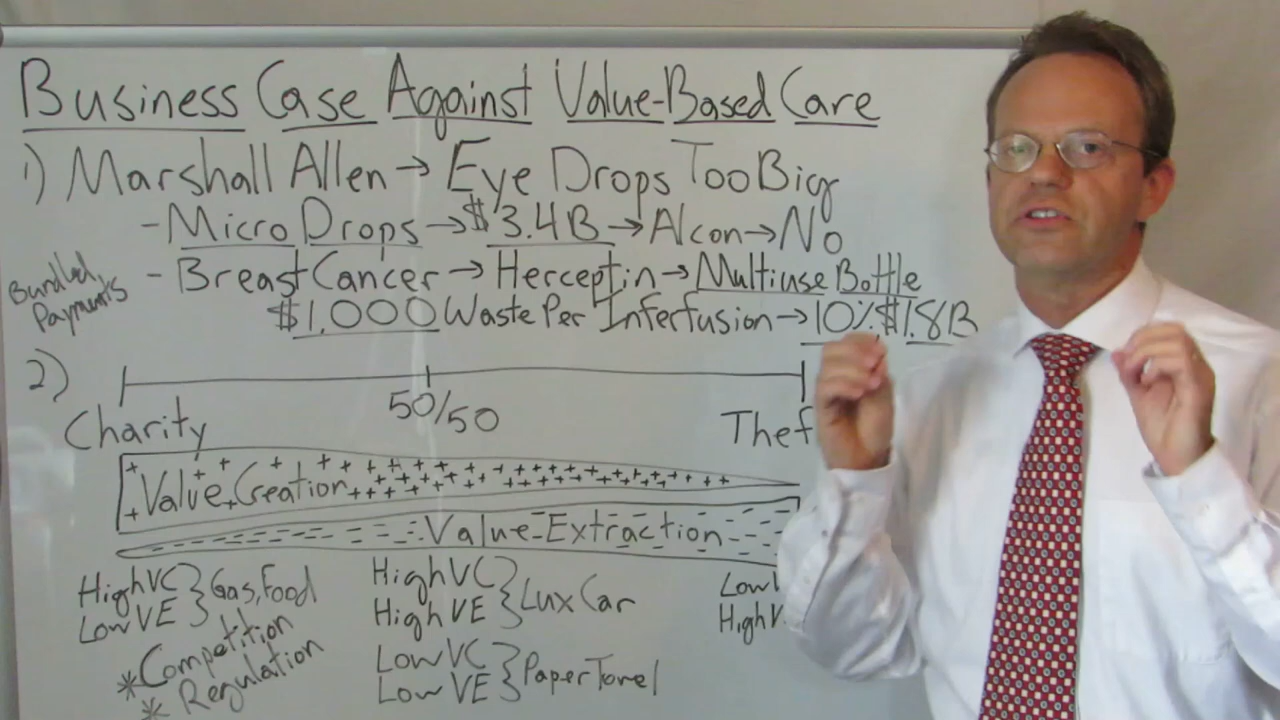 Business Case Against Value-Based Care
1) Marshall Allen → Eye Drops Too Big
- Micro Drops → $3.4B → Alcon → No
Bundled Payments
- Breast Cancer → Herceptin → Multiuse Bottle
$1,000 Waste Per Inferfusion → 10% $1.8B
2)
50/50
Charity
Thef
Value Creation
Value Extraction
High VC } Gas, Food
Low VE
High VC } Lux Car
High VE
Low
High V
* Competition
* Regulation
Low VC } Paper Towel
Low VE